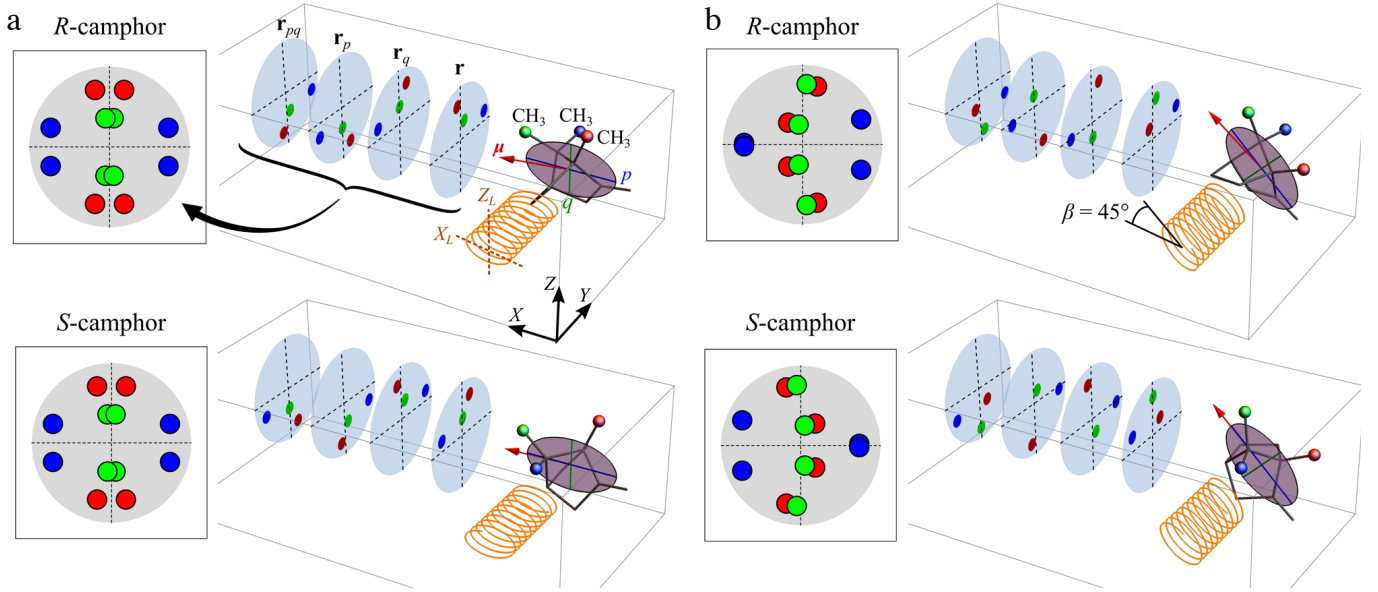 a
R-camphor
r_pq
r_p
r_q
r
CH₃
CH₃
CH₃
μ
p
q
Z_L
X_L
Z
Y
X
S-camphor
b
R-camphor
β = 45°
S-camphor